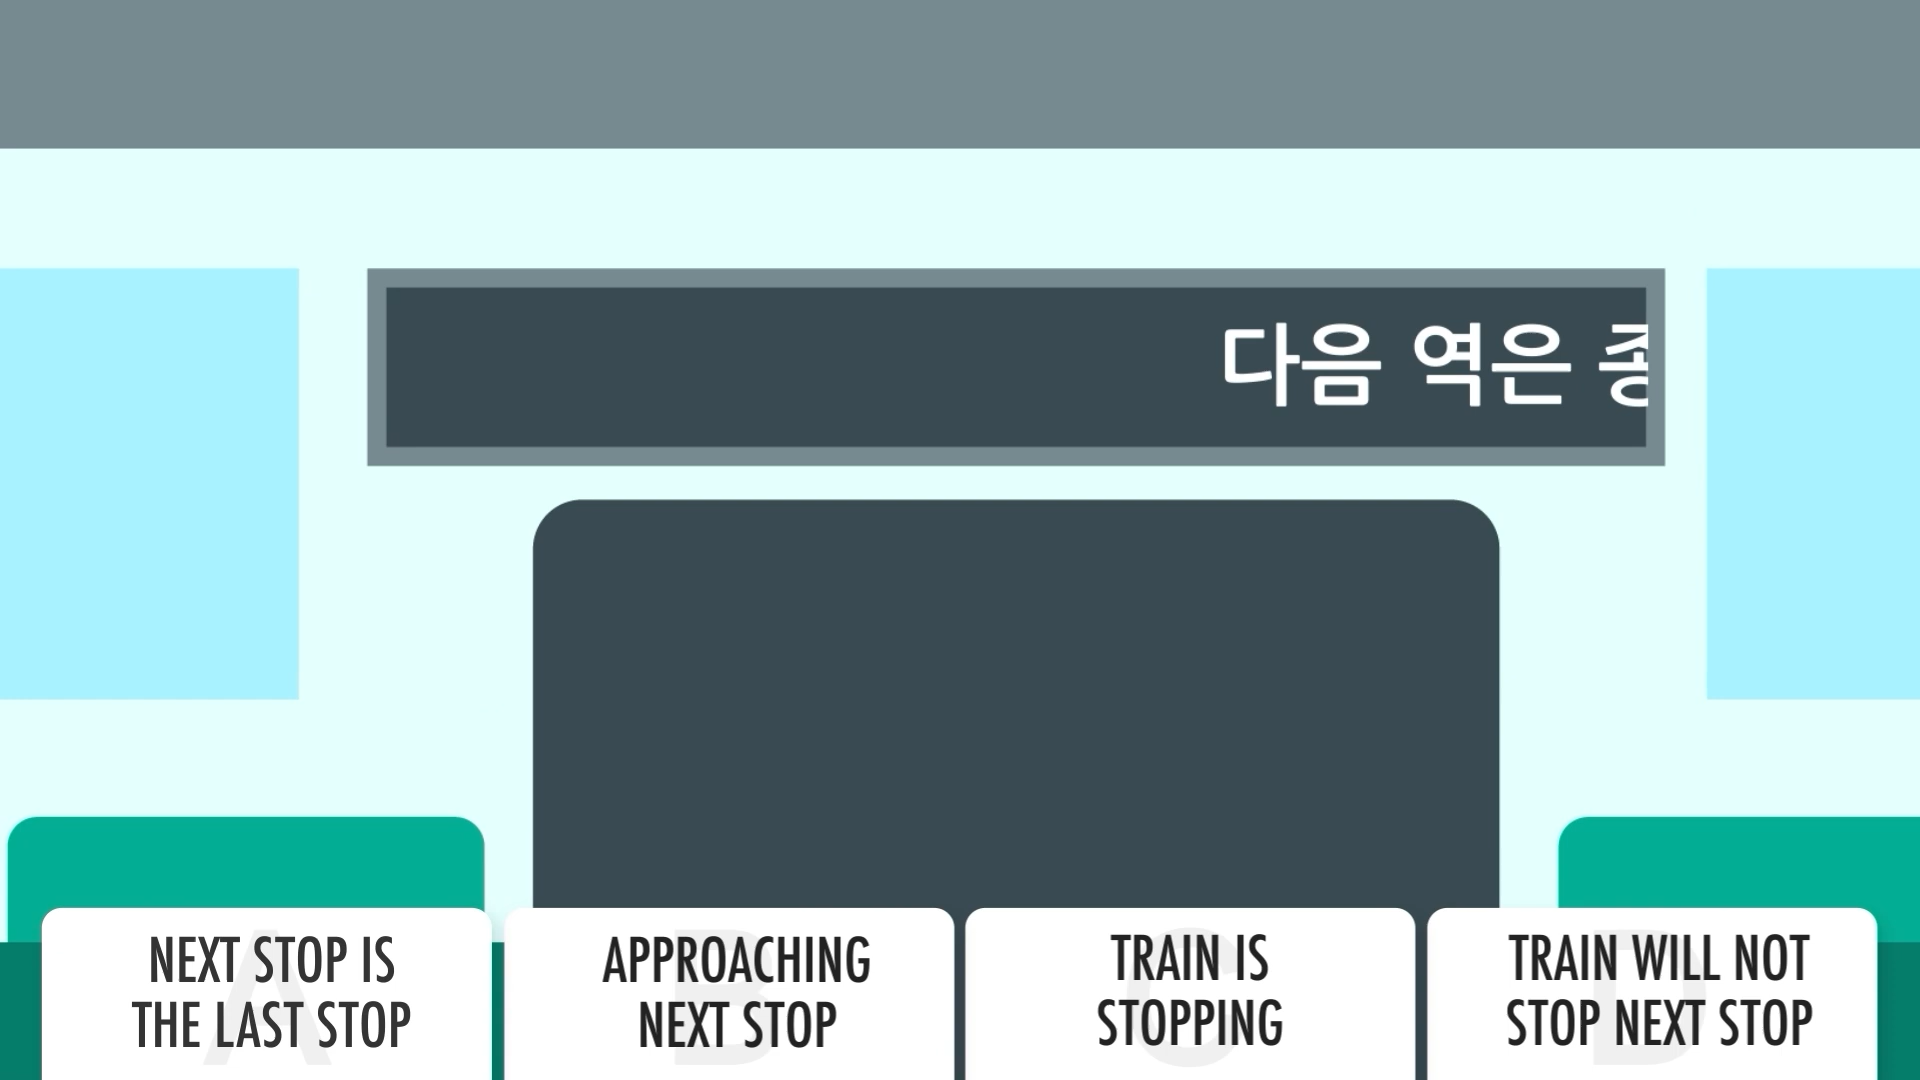 다음 역은
NEXT STOP IS
THE LAST STOP
APPROACHING
NEXT STOP
TRAIN IS
STOPPING
TRAIN WILL NOT
STOP NEXT STOP
A
B
C
D